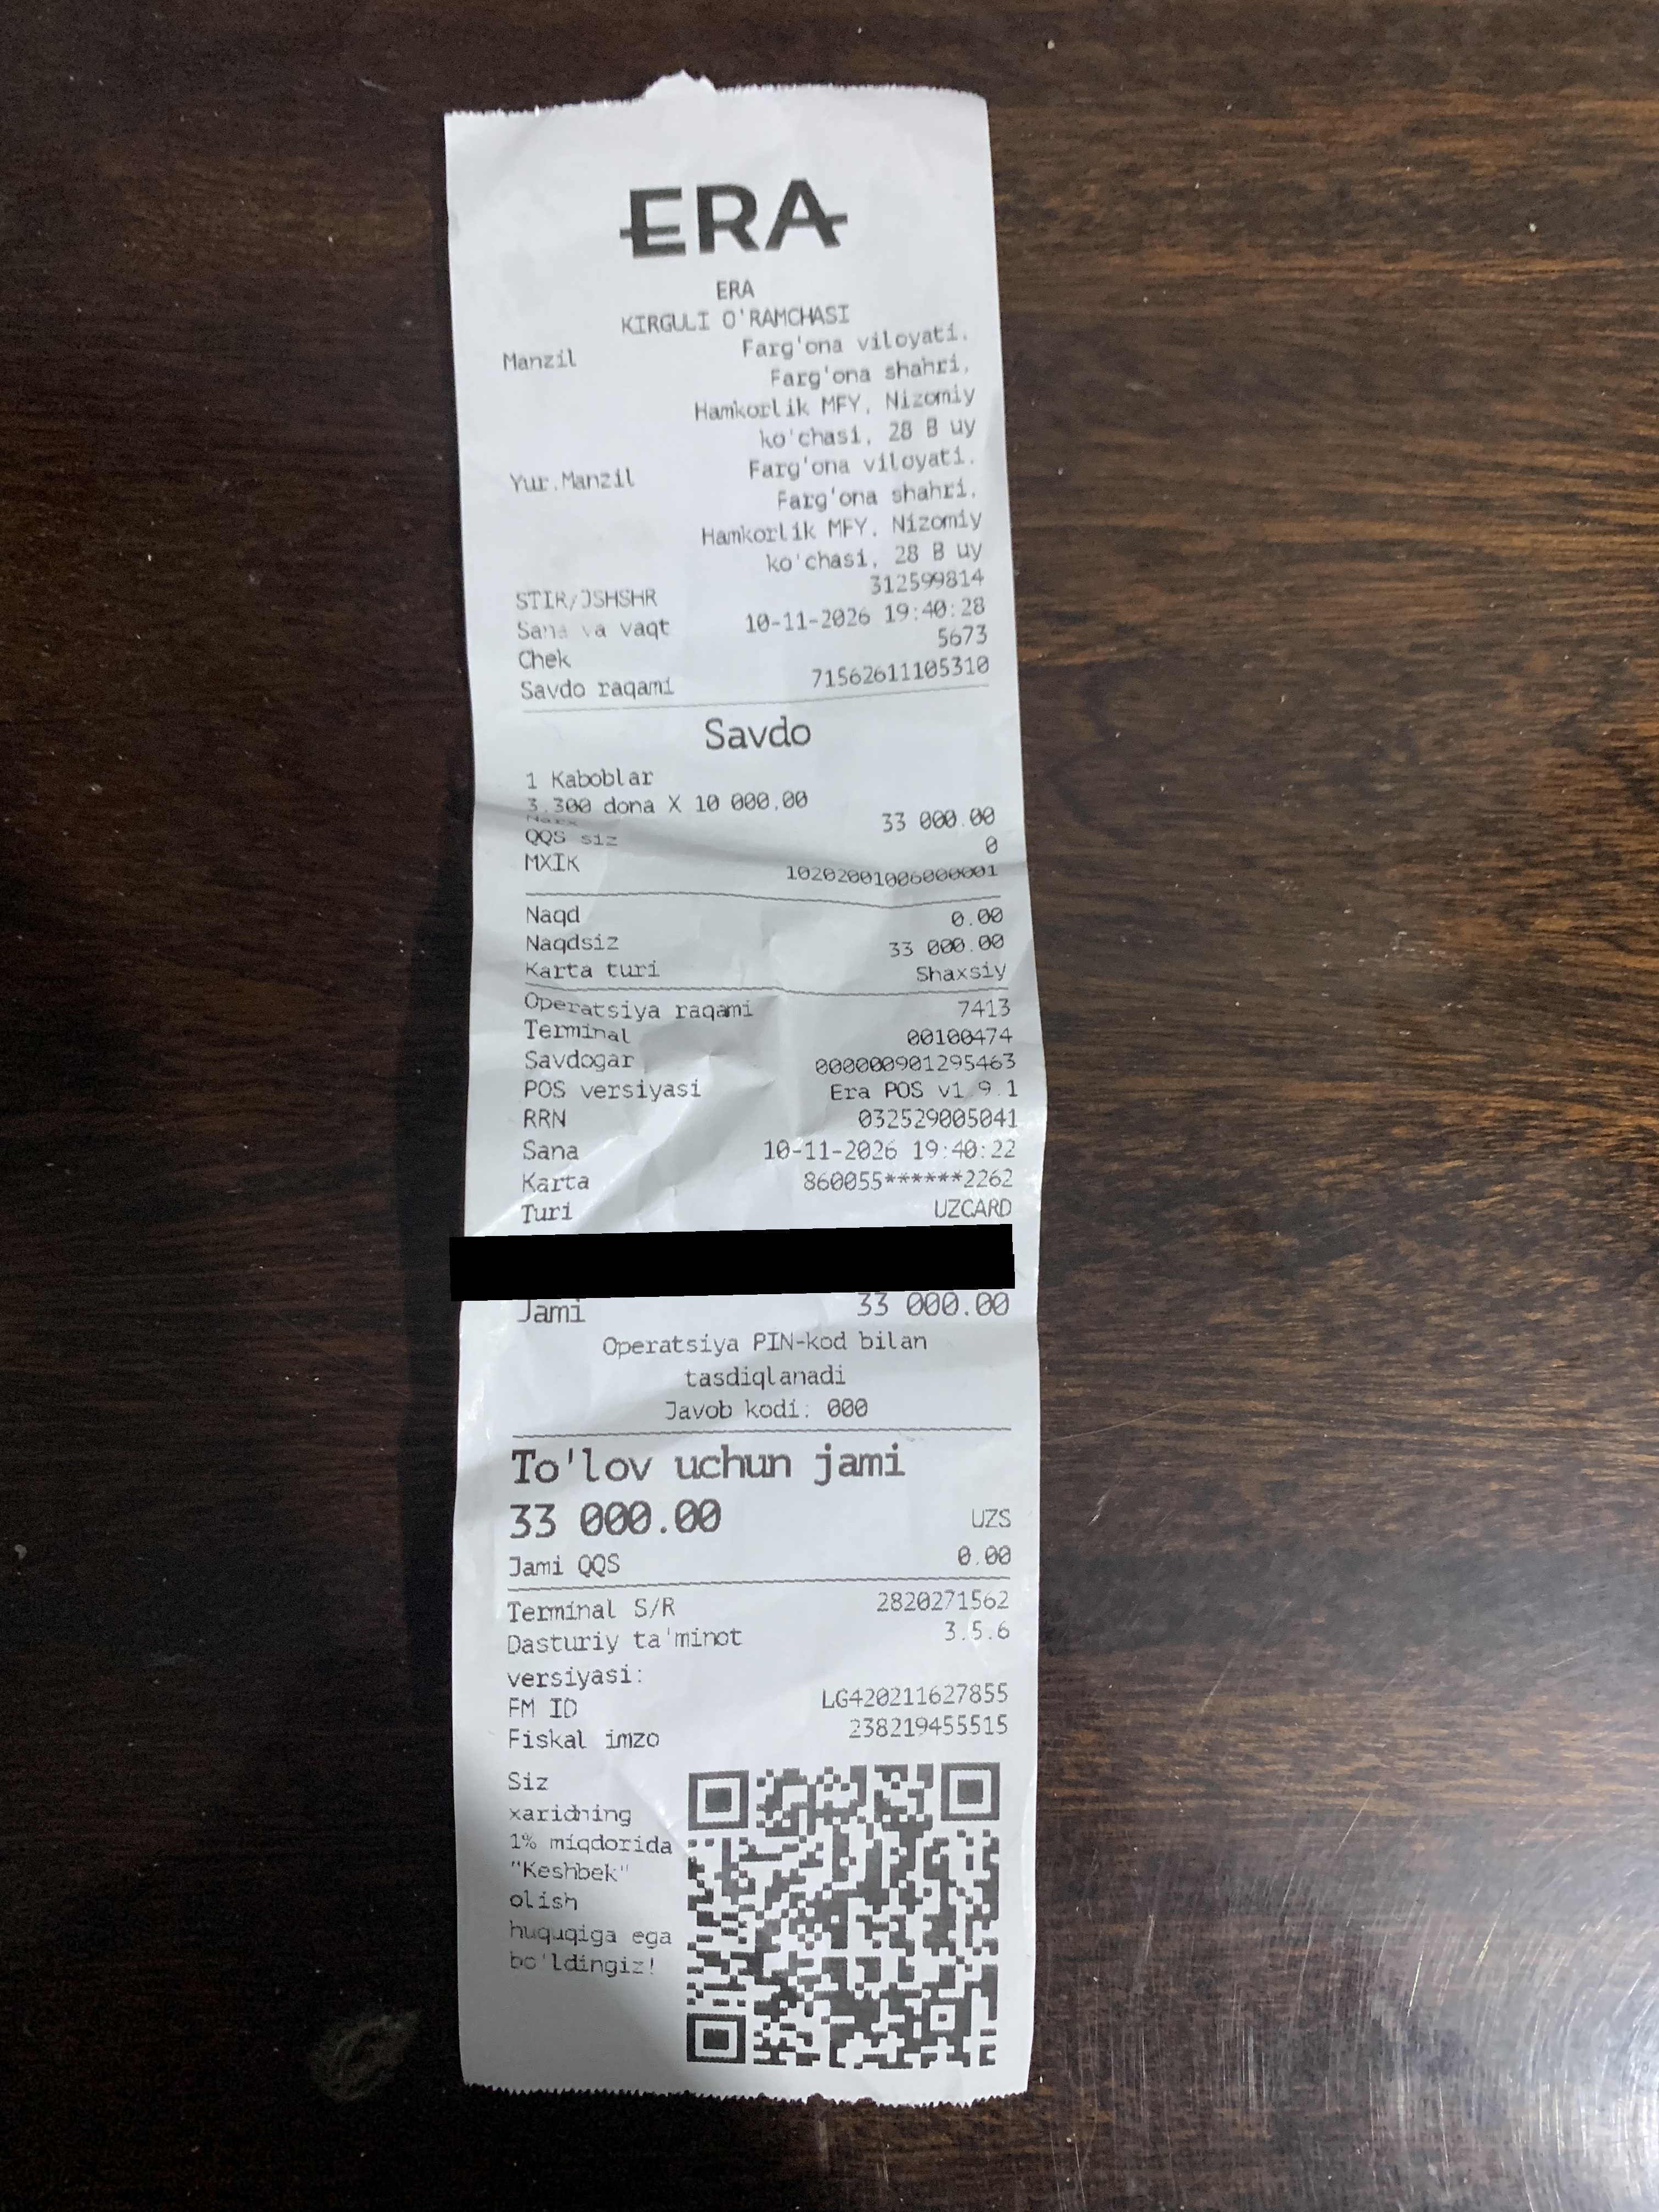 ERA
ERA
KIRGULI O'RAMCHASI
Manzil Farg'ona viloyati,
Farg'ona shahri,
Hamkorlik MFY, Nizomiy
ko'chasi, 28 B uy
Yur.Manzil Farg'ona viloyati,
Farg'ona shahri,
Hamkorlik MFY, Nizomiy
ko'chasi, 28 B uy
STIR/JSHSHR 312599814
Sana va vaqt 10-11-2026 19:40:28
Chek 5673
Savdo raqami 71562611105310
Savdo
1 Kaboblar
3.300 dona X 10 000.00
Narx 33 000.00
QQS siz 0
MXIK 10202001006000001
Naqd 0.00
Naqdsiz 33 000.00
Karta turi Shaxsiy
Operatsiya raqami 7413
Terminal 00100474
Savdogar 000000901295463
POS versiyasi Era POS v1.9.1
RRN 032529005041
Sana 10-11-2026 19:40:22
Karta 860055******2262
Turi UZCARD
Jami 33 000.00
Operatsiya PIN-kod bilan
tasdiqlanadi
Javob kodi: 000
To'lov uchun jami
33 000.00 UZS
Jami QQS 0.00
Terminal S/R 2820271562
Dasturiy ta'minot 3.5.6
versiyasi:
FM ID LG420211627855
Fiskal imzo 238219455515
Siz
xaridning
1% miqdorida
"Keshbek"
olish
huquqiga ega
bo'ldingiz!